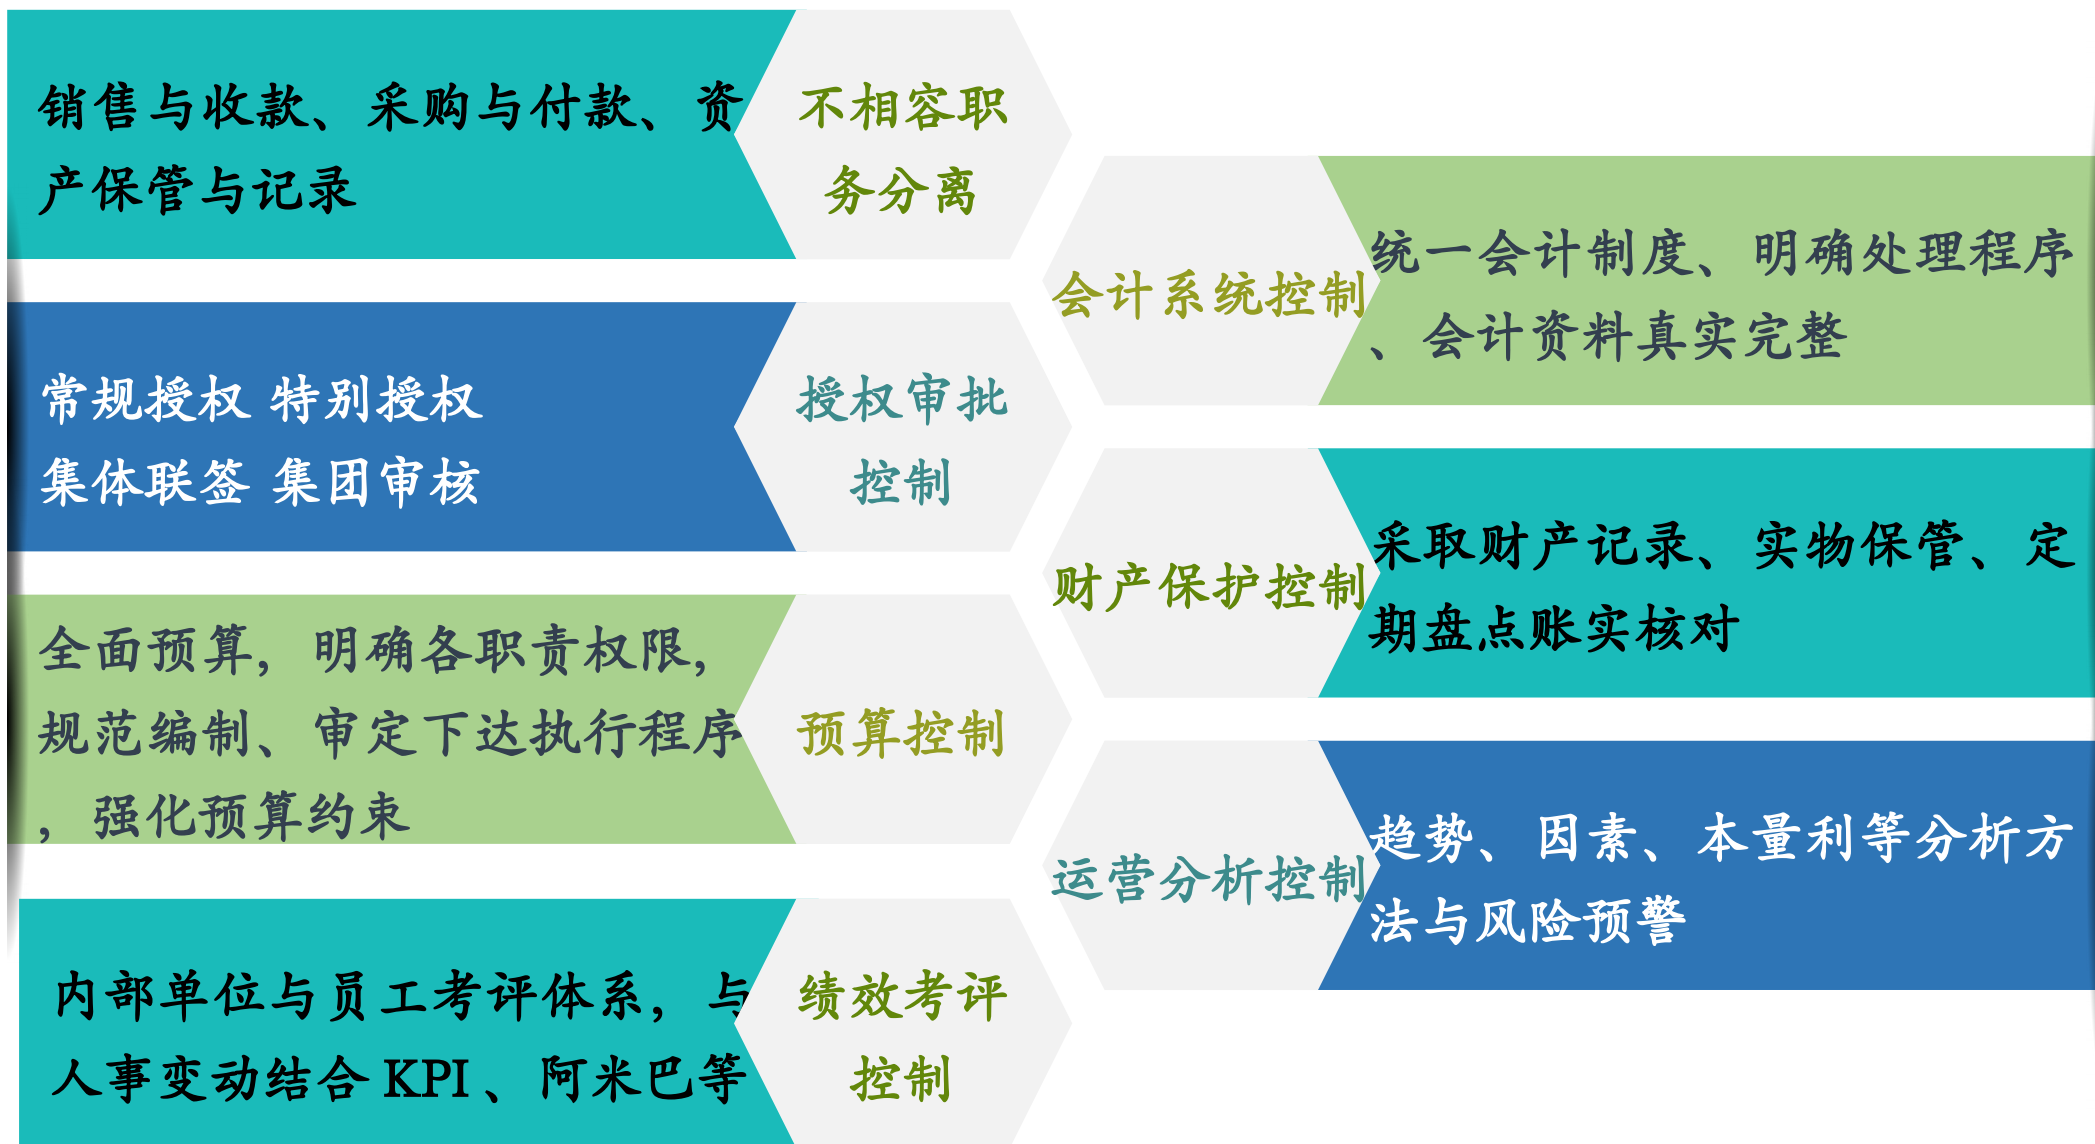 销售与收款、采购与付款、资
产保管与记录
不相容职
务分离
会计系统控制
统一会计制度、明确处理程序
、会计资料真实完整
常规授权 特别授权
集体联签 集团审核
授权审批
控制
财产保护控制
采取财产记录、实物保管、定
期盘点账实核对
全面预算，明确各职责权限，
规范编制、审定下达执行程序
，强化预算约束
预算控制
运营分析控制
趋势、因素、本量利等分析方
法与风险预警
内部单位与员工考评体系，与
人事变动结合 KPI 、阿米巴等
绩效考评
控制